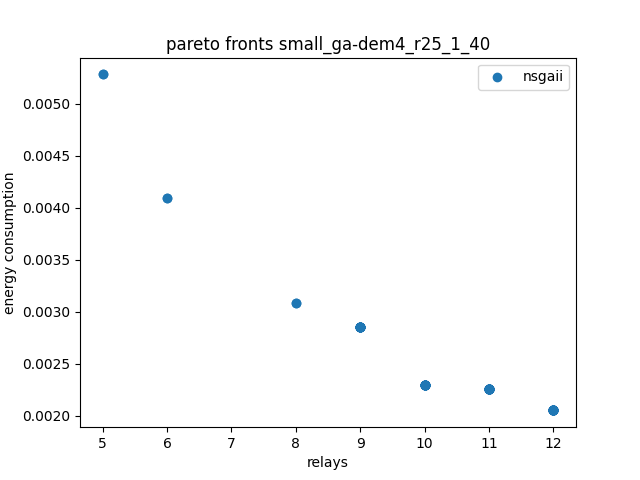 pareto fronts small_ga-dem4_r25_1_40
nsgaii
energy consumption
0.0050
0.0045
0.0040
0.0035
0.0030
0.0025
0.0020
5 6 7 8 9 10 11 12
relays